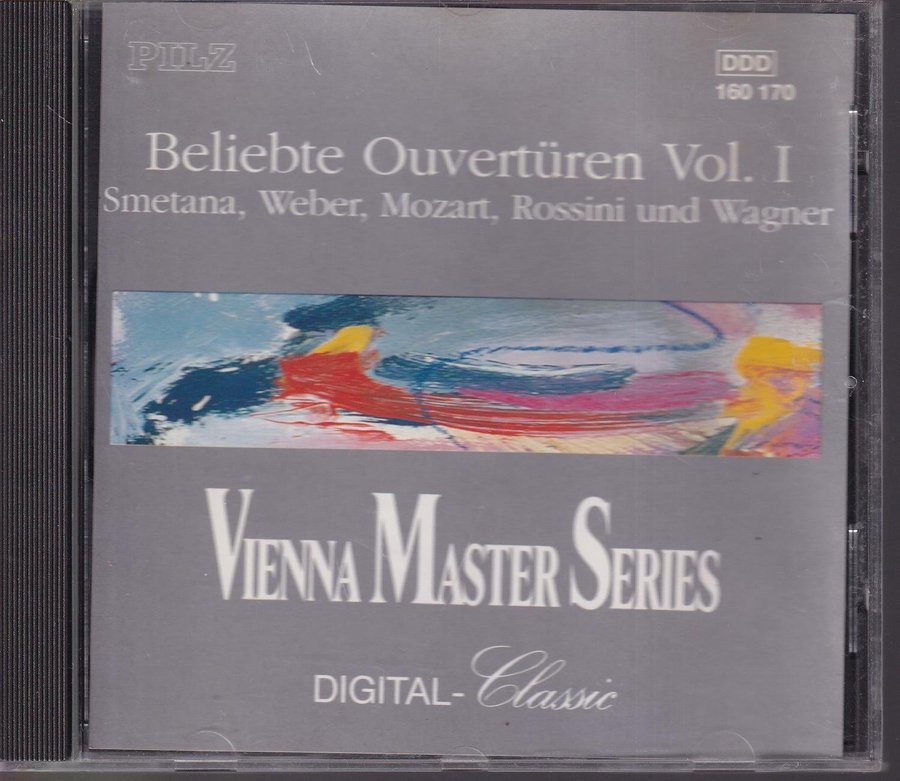 PILZ
DDD
160 170
Beliebte Ouvertüren Vol. I
Smetana, Weber, Mozart, Rossini und Wagner
VIENNA MASTER SERIES
DIGITAL-Classic